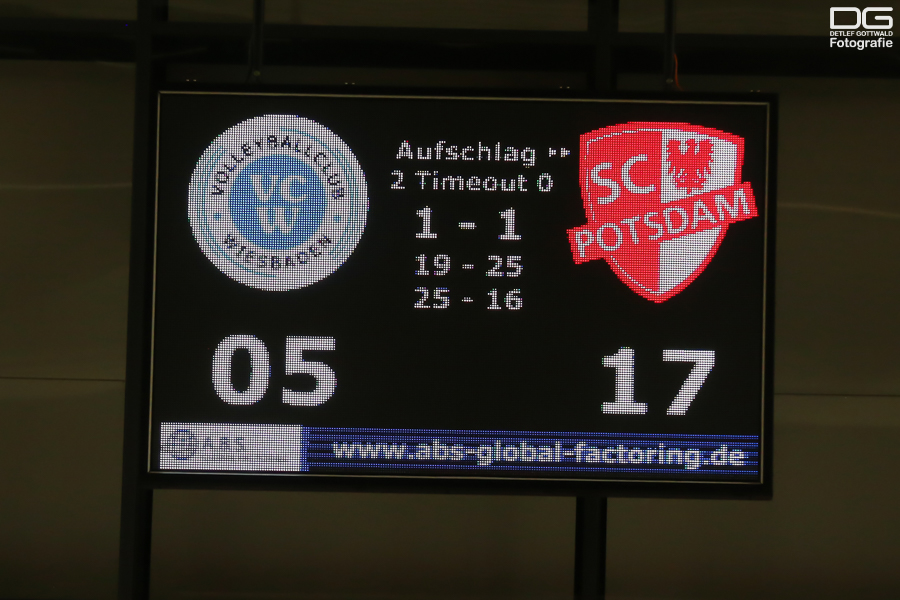 DG
DETLEF GOTTWALD
Fotografie
VOLLEYBALLCLUB
VC
W
WIESBADEN
Aufschlag
2 Timeout 0
1 - 1
19 - 25
25 - 16
SC
POTSDAM
05
17
A.B.S.
www.abs-global-factoring.de